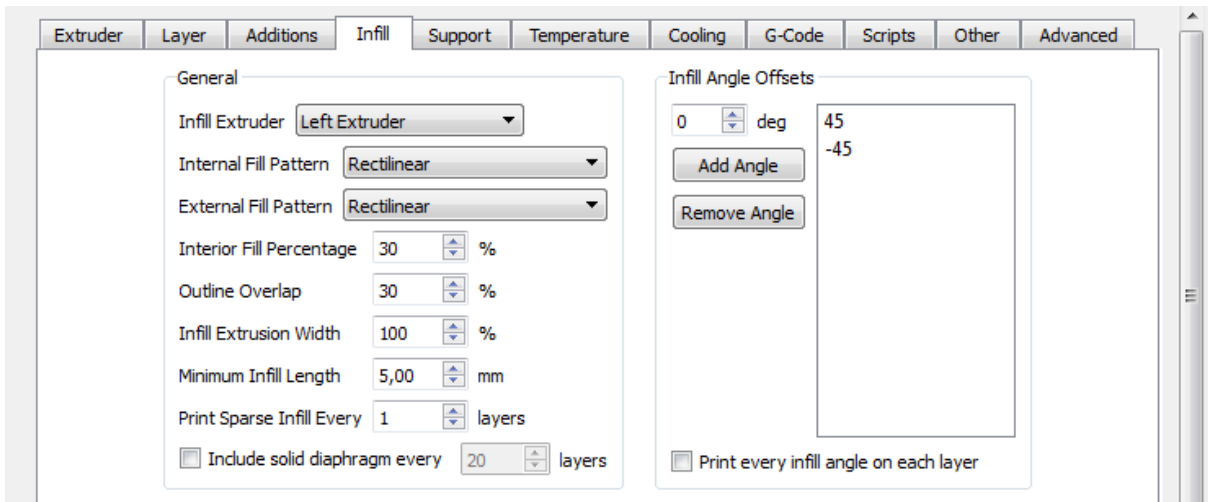 Extruder Layer Additions Infill Support Temperature Cooling G-Code Scripts Other Advanced
General
Infill Extruder Left Extruder
Internal Fill Pattern Rectilinear
External Fill Pattern Rectilinear
Interior Fill Percentage 30 %
Outline Overlap 30 %
Infill Extrusion Width 100 %
Minimum Infill Length 5,00 mm
Print Sparse Infill Every 1 layers
Include solid diaphragm every 20 layers
Infill Angle Offsets
0 deg
Add Angle
Remove Angle
45
-45
Print every infill angle on each layer